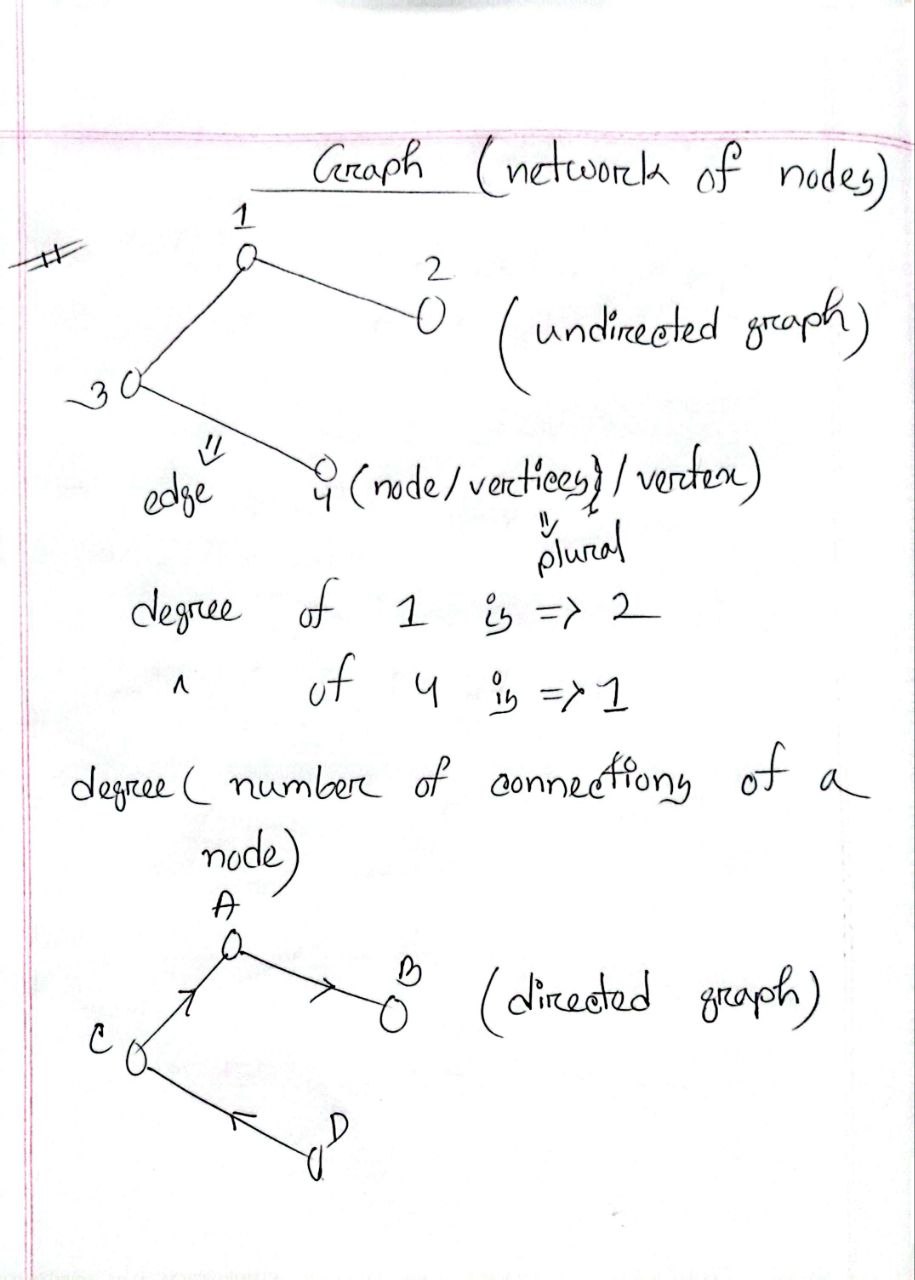 Graph (network of nodes)
1
2
(undirected graph)
3
edge
4 (node/vertices}/vertex)
plural
degree of 1 is => 2
" of 4 is => 1
degree ( number of connections of a
node)
A
B
(directed graph)
C
D